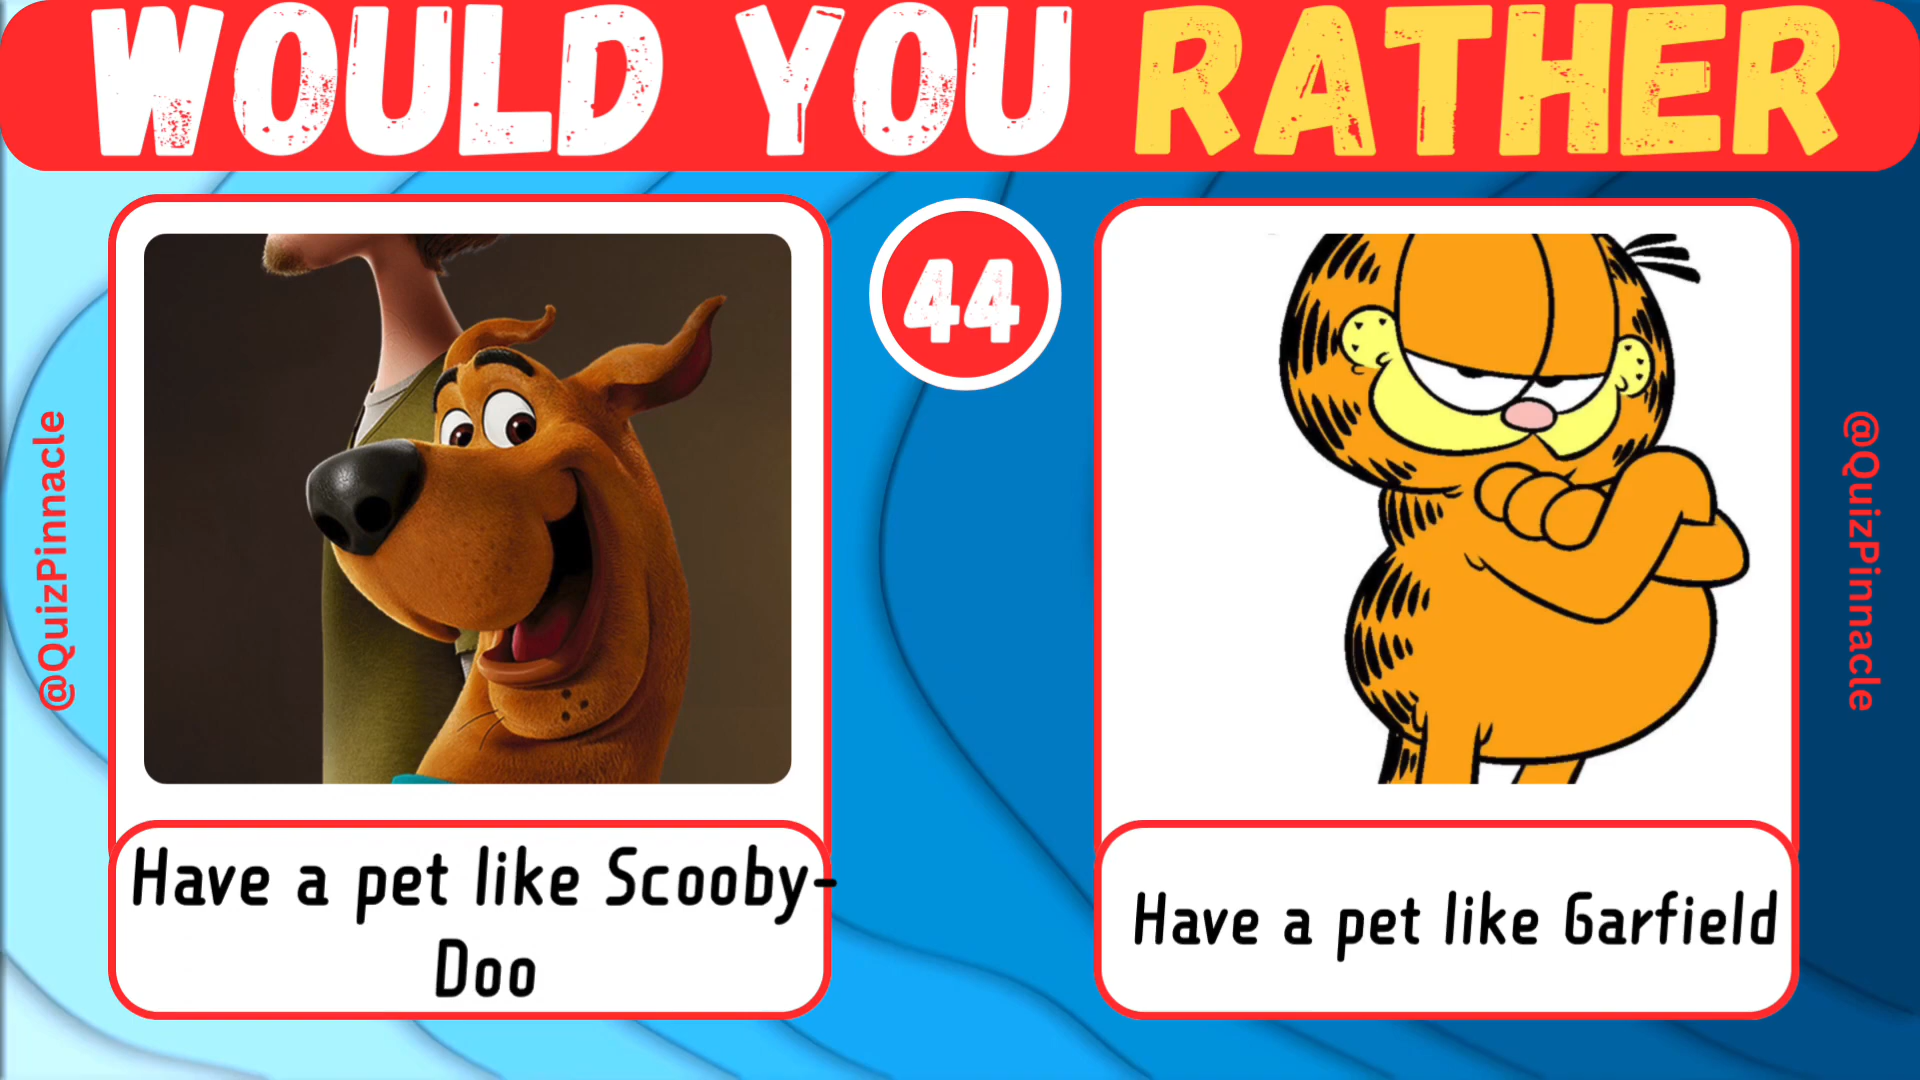 WOULD YOU RATHER
44
@QuizPinnacle
@QuizPinnacle
Have a pet like Scooby-
Doo
Have a pet like Garfield